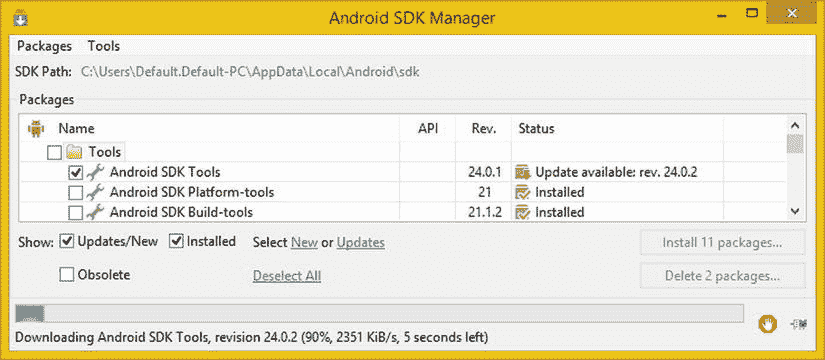 Android SDK Manager
Packages Tools
SDK Path: C:\Users\Default.Default-PC\AppData\Local\Android\sdk
Packages
Name API Rev. Status
Tools
Android SDK Tools 24.0.1 Update available: rev. 24.0.2
Android SDK Platform-tools 21 Installed
Android SDK Build-tools 21.1.2 Installed
Show: Updates/New Installed Select New or Updates Install 11 packages...
Obsolete Deselect All Delete 2 packages...
Downloading Android SDK Tools, revision 24.0.2 (90%, 2351 KiB/s, 5 seconds left)